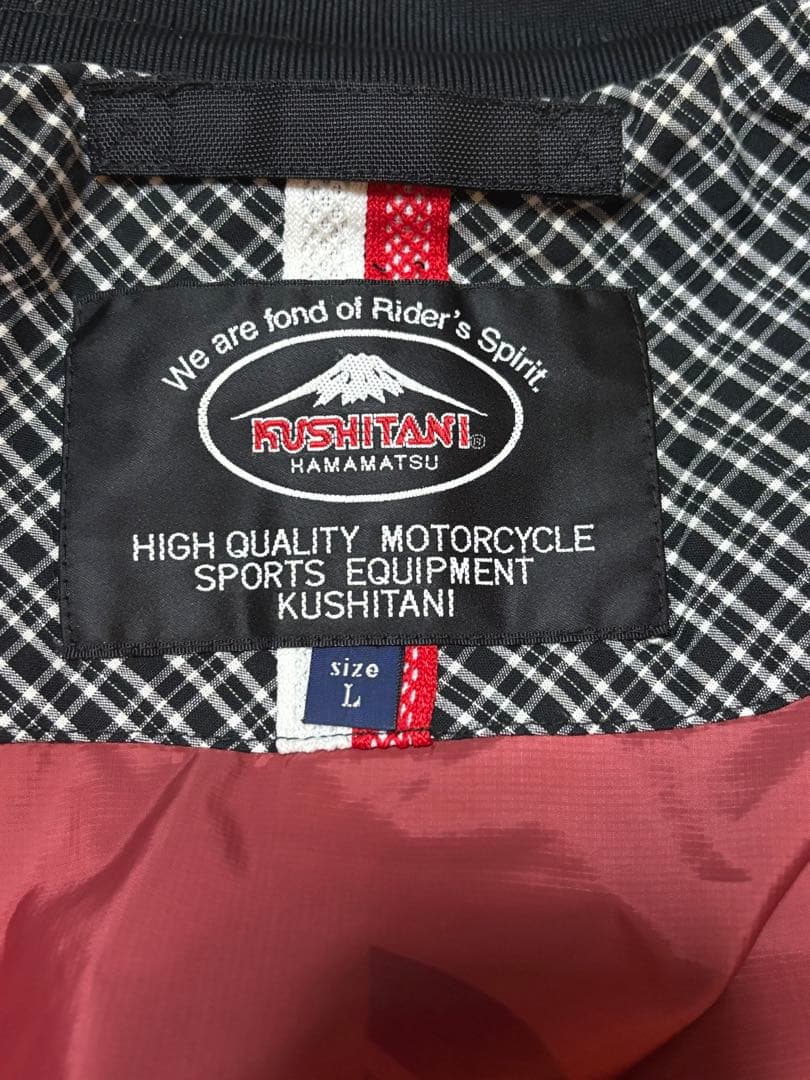 We are fond of Rider's Spirit.
KUSHITANI®
HAMAMATSU
HIGH QUALITY MOTORCYCLE
SPORTS EQUIPMENT
KUSHITANI
size
L